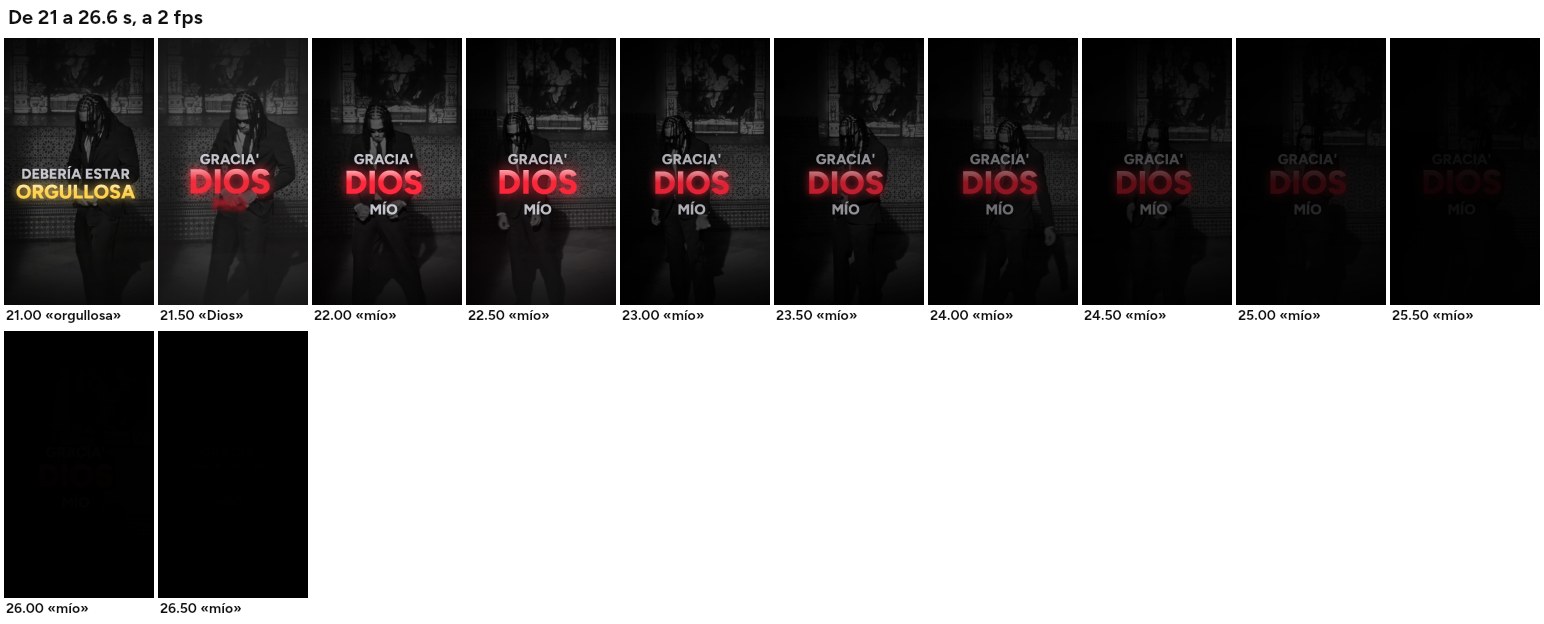 De 21 a 26.6 s, a 2 fps
DEBERÍA ESTAR
ORGULLOSA
21.00 «orgullosa»
GRACIA'
DIOS
21.50 «Dios»
GRACIA'
DIOS
MÍO
22.00 «mío»
GRACIA'
DIOS
MÍO
22.50 «mío»
GRACIA'
DIOS
MÍO
23.00 «mío»
GRACIA'
DIOS
MÍO
23.50 «mío»
GRACIA'
DIOS
MÍO
24.00 «mío»
GRACIA'
DIOS
MÍO
24.50 «mío»
GRACIA'
DIOS
MÍO
25.00 «mío»
GRACIA'
DIOS
MÍO
25.50 «mío»
DIOS
26.00 «mío»
26.50 «mío»